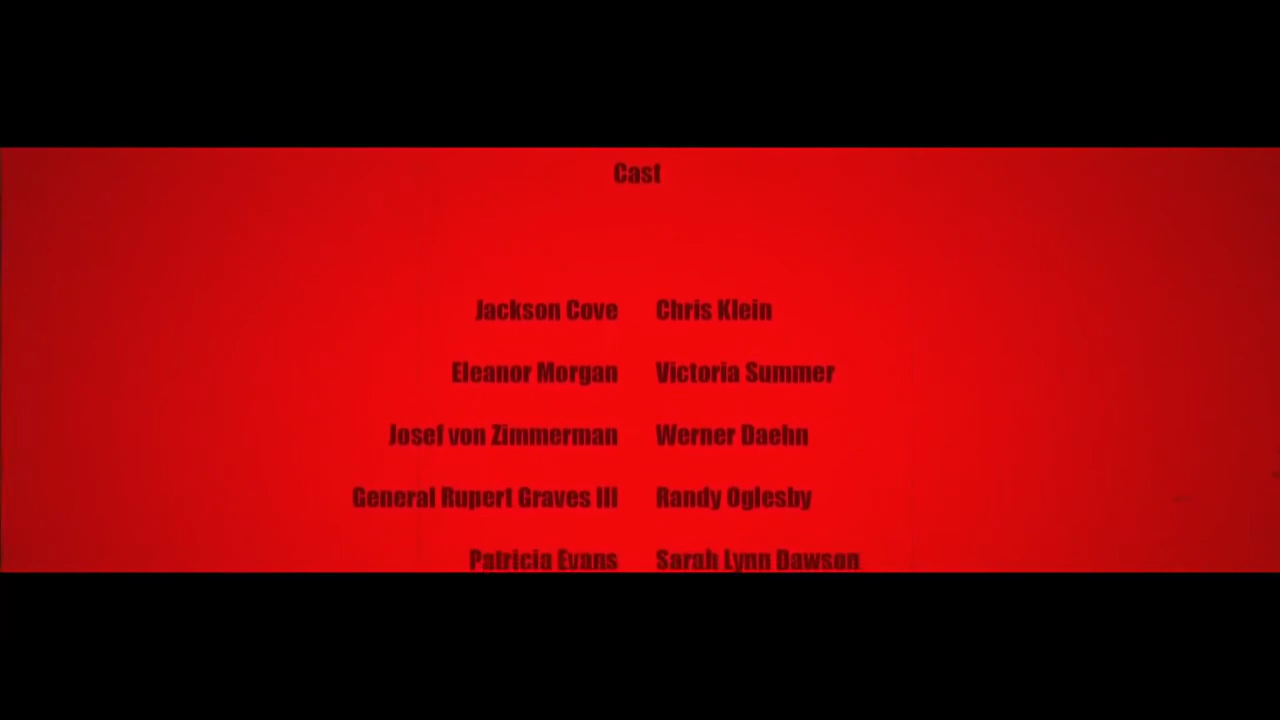 Cast
Jackson Cove Chris Klein
Eleanor Morgan Victoria Summer
Josef von Zimmerman Werner Daehn
General Rupert Graves III Randy Oglesby
Patricia Evans Sarah Lynn Dawson